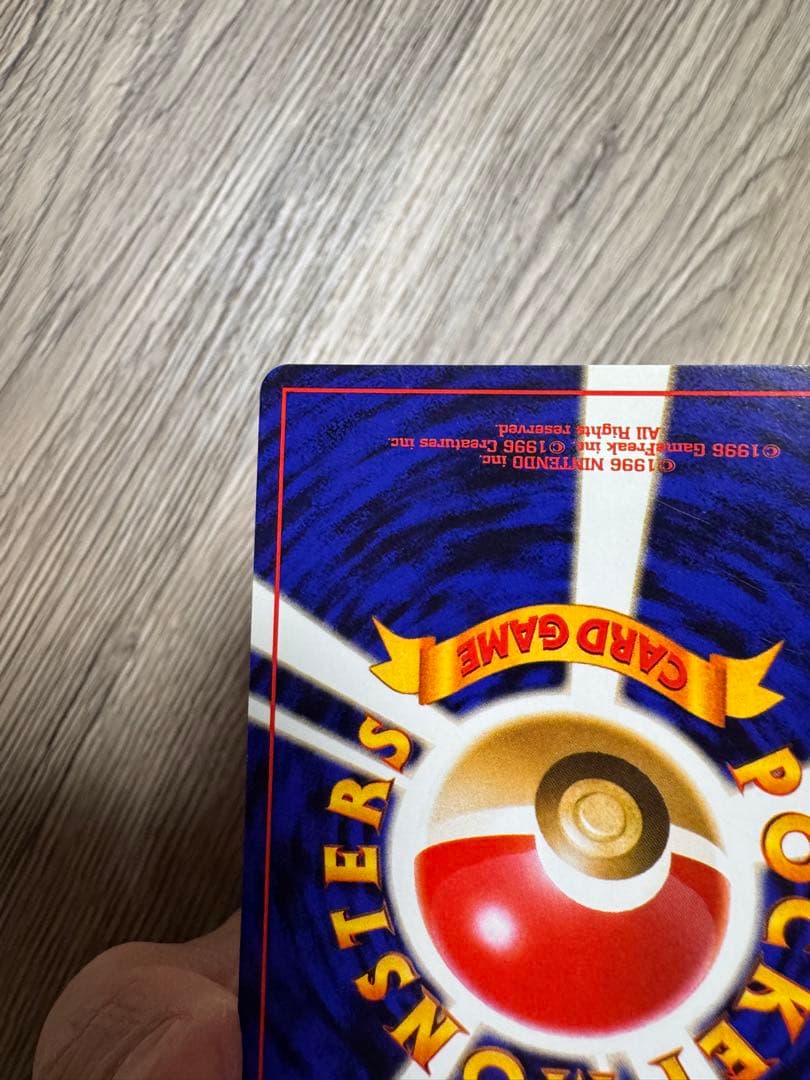 ©1996 NINTENDO inc.
©1996 GameFreak inc. ©1996 Creatures inc.
All Rights reserved.
CARD GAME
POCKET
MONSTERS